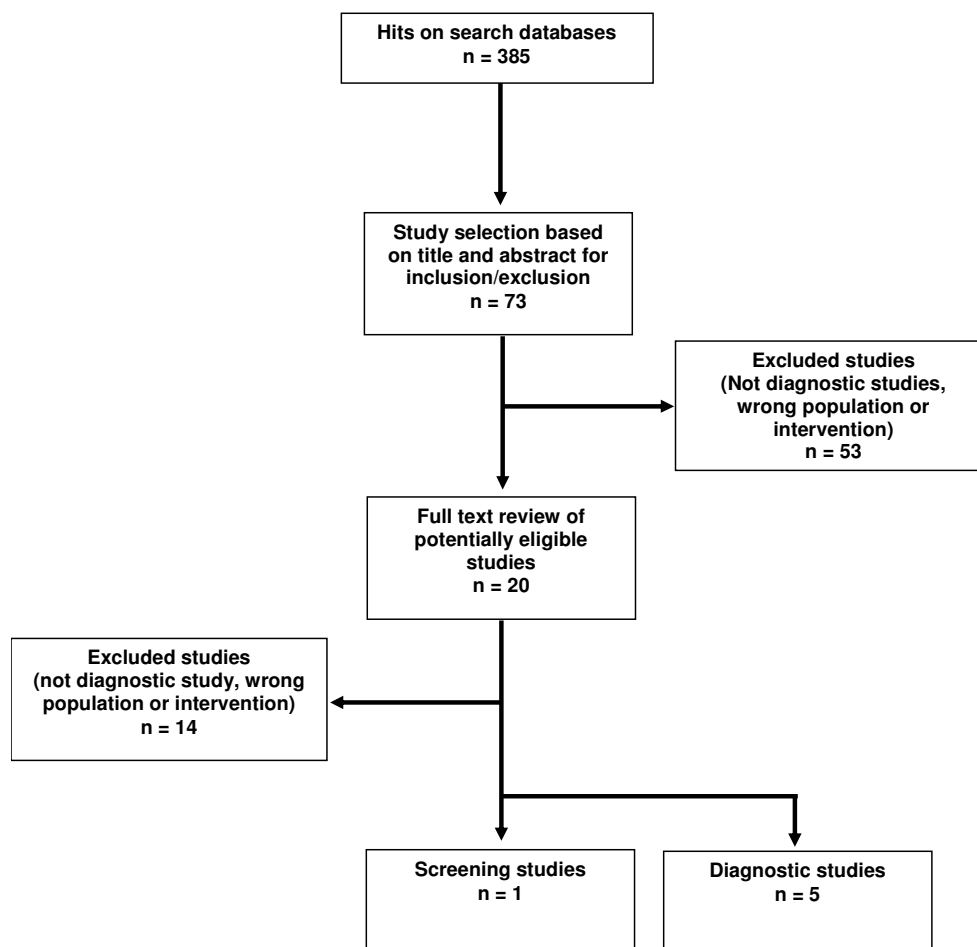 Hits on search databases
n = 385
Study selection based
on title and abstract for
inclusion/exclusion
n = 73
Excluded studies
(Not diagnostic studies,
wrong population or
intervention)
n = 53
Full text review of
potentially eligible
studies
n = 20
Excluded studies
(not diagnostic study, wrong
population or intervention)
n = 14
Screening studies
n = 1
Diagnostic studies
n = 5